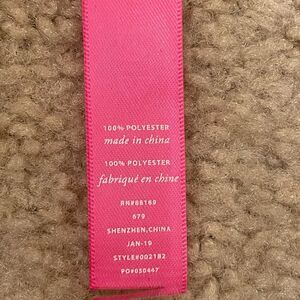 100% POLYESTER
made in china
100% POLYESTER
fabriqué en chine
RN#88169
679
SHENZHEN,CHINA
JAN-19
STYLE#002182
PO#050447